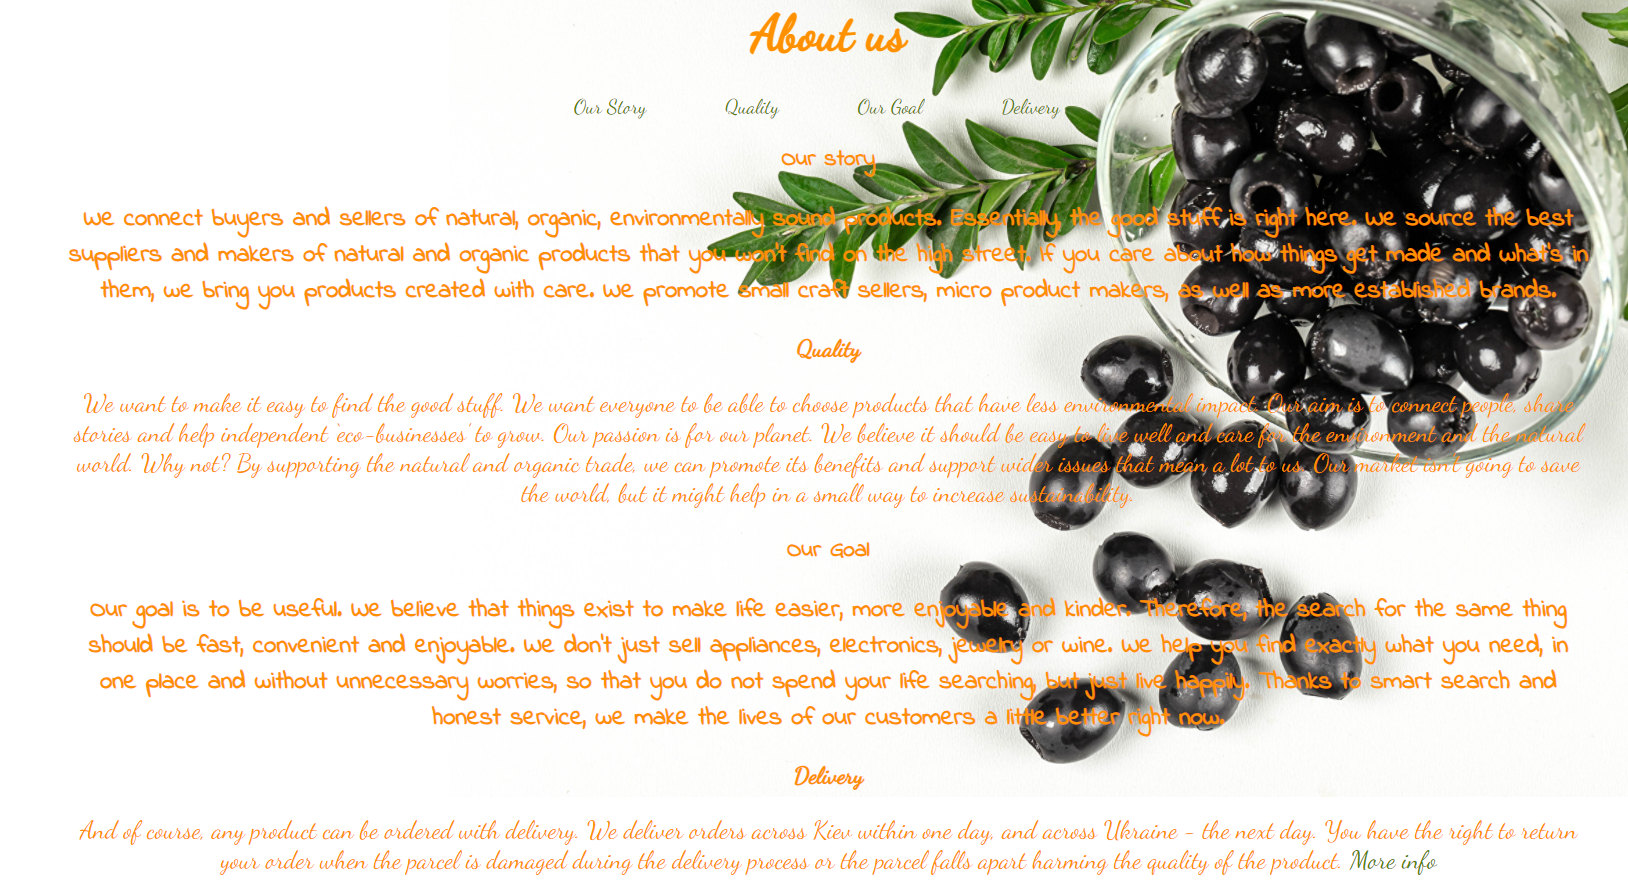 About us
Our Story Quality Our Goal Delivery
Our story
We connect buyers and sellers of natural, organic, environmentally sound products. Essentially, the good stuff is right here. We source the best
suppliers and makers of natural and organic products that you won't find on the high street. If you care about how things get made and what's in
them, we bring you products created with care. We promote small craft sellers, micro product makers, as well as more established brands.
Quality
We want to make it easy to find the good stuff. We want everyone to be able to choose products that have less environmental impact. Our aim is to connect people, share
stories and help independent 'eco-businesses' to grow. Our passion is for our planet. We believe it should be easy to live well and care for the environment and the natural
world. Why not? By supporting the natural and organic trade, we can promote its benefits and support wider issues that mean a lot to us. Our market isn't going to save
the world, but it might help in a small way to increase sustainability.
Our Goal
Our goal is to be useful. We believe that things exist to make life easier, more enjoyable and kinder. Therefore, the search for the same thing
should be fast, convenient and enjoyable. We don't just sell appliances, electronics, jewelry or wine. We help you find exactly what you need, in
one place and without unnecessary worries, so that you do not spend your life searching, but just live happily. Thanks to smart search and
honest service, we make the lives of our customers a little better right now.
Delivery
And of course, any product can be ordered with delivery. We deliver orders across Kiev within one day, and across Ukraine - the next day. You have the right to return
your order when the parcel is damaged during the delivery process or the parcel falls apart harming the quality of the product. More info